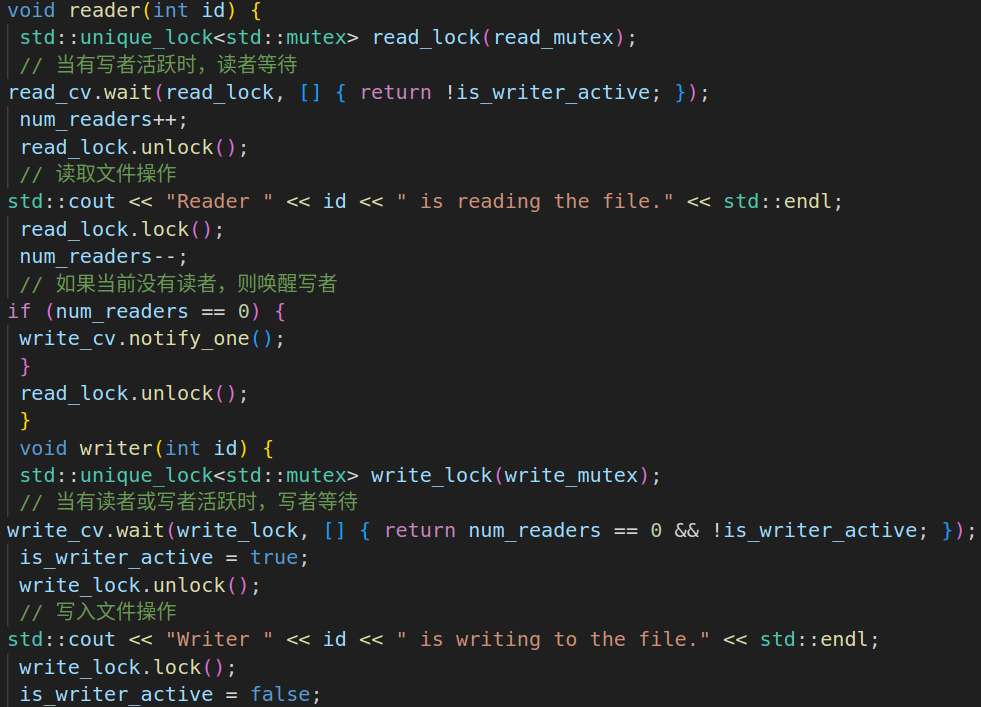 void reader(int id) {
std::unique_lock<std::mutex> read_lock(read_mutex);
// 当有写者活跃时，读者等待
read_cv.wait(read_lock, [] { return !is_writer_active; });
num_readers++;
read_lock.unlock();
// 读取文件操作
std::cout << "Reader " << id << " is reading the file." << std::endl;
read_lock.lock();
num_readers--;
// 如果当前没有读者，则唤醒写者
if (num_readers == 0) {
write_cv.notify_one();
}
read_lock.unlock();
}
void writer(int id) {
std::unique_lock<std::mutex> write_lock(write_mutex);
// 当有读者或写者活跃时，写者等待
write_cv.wait(write_lock, [] { return num_readers == 0 && !is_writer_active; });
is_writer_active = true;
write_lock.unlock();
// 写入文件操作
std::cout << "Writer " << id << " is writing to the file." << std::endl;
write_lock.lock();
is_writer_active = false;